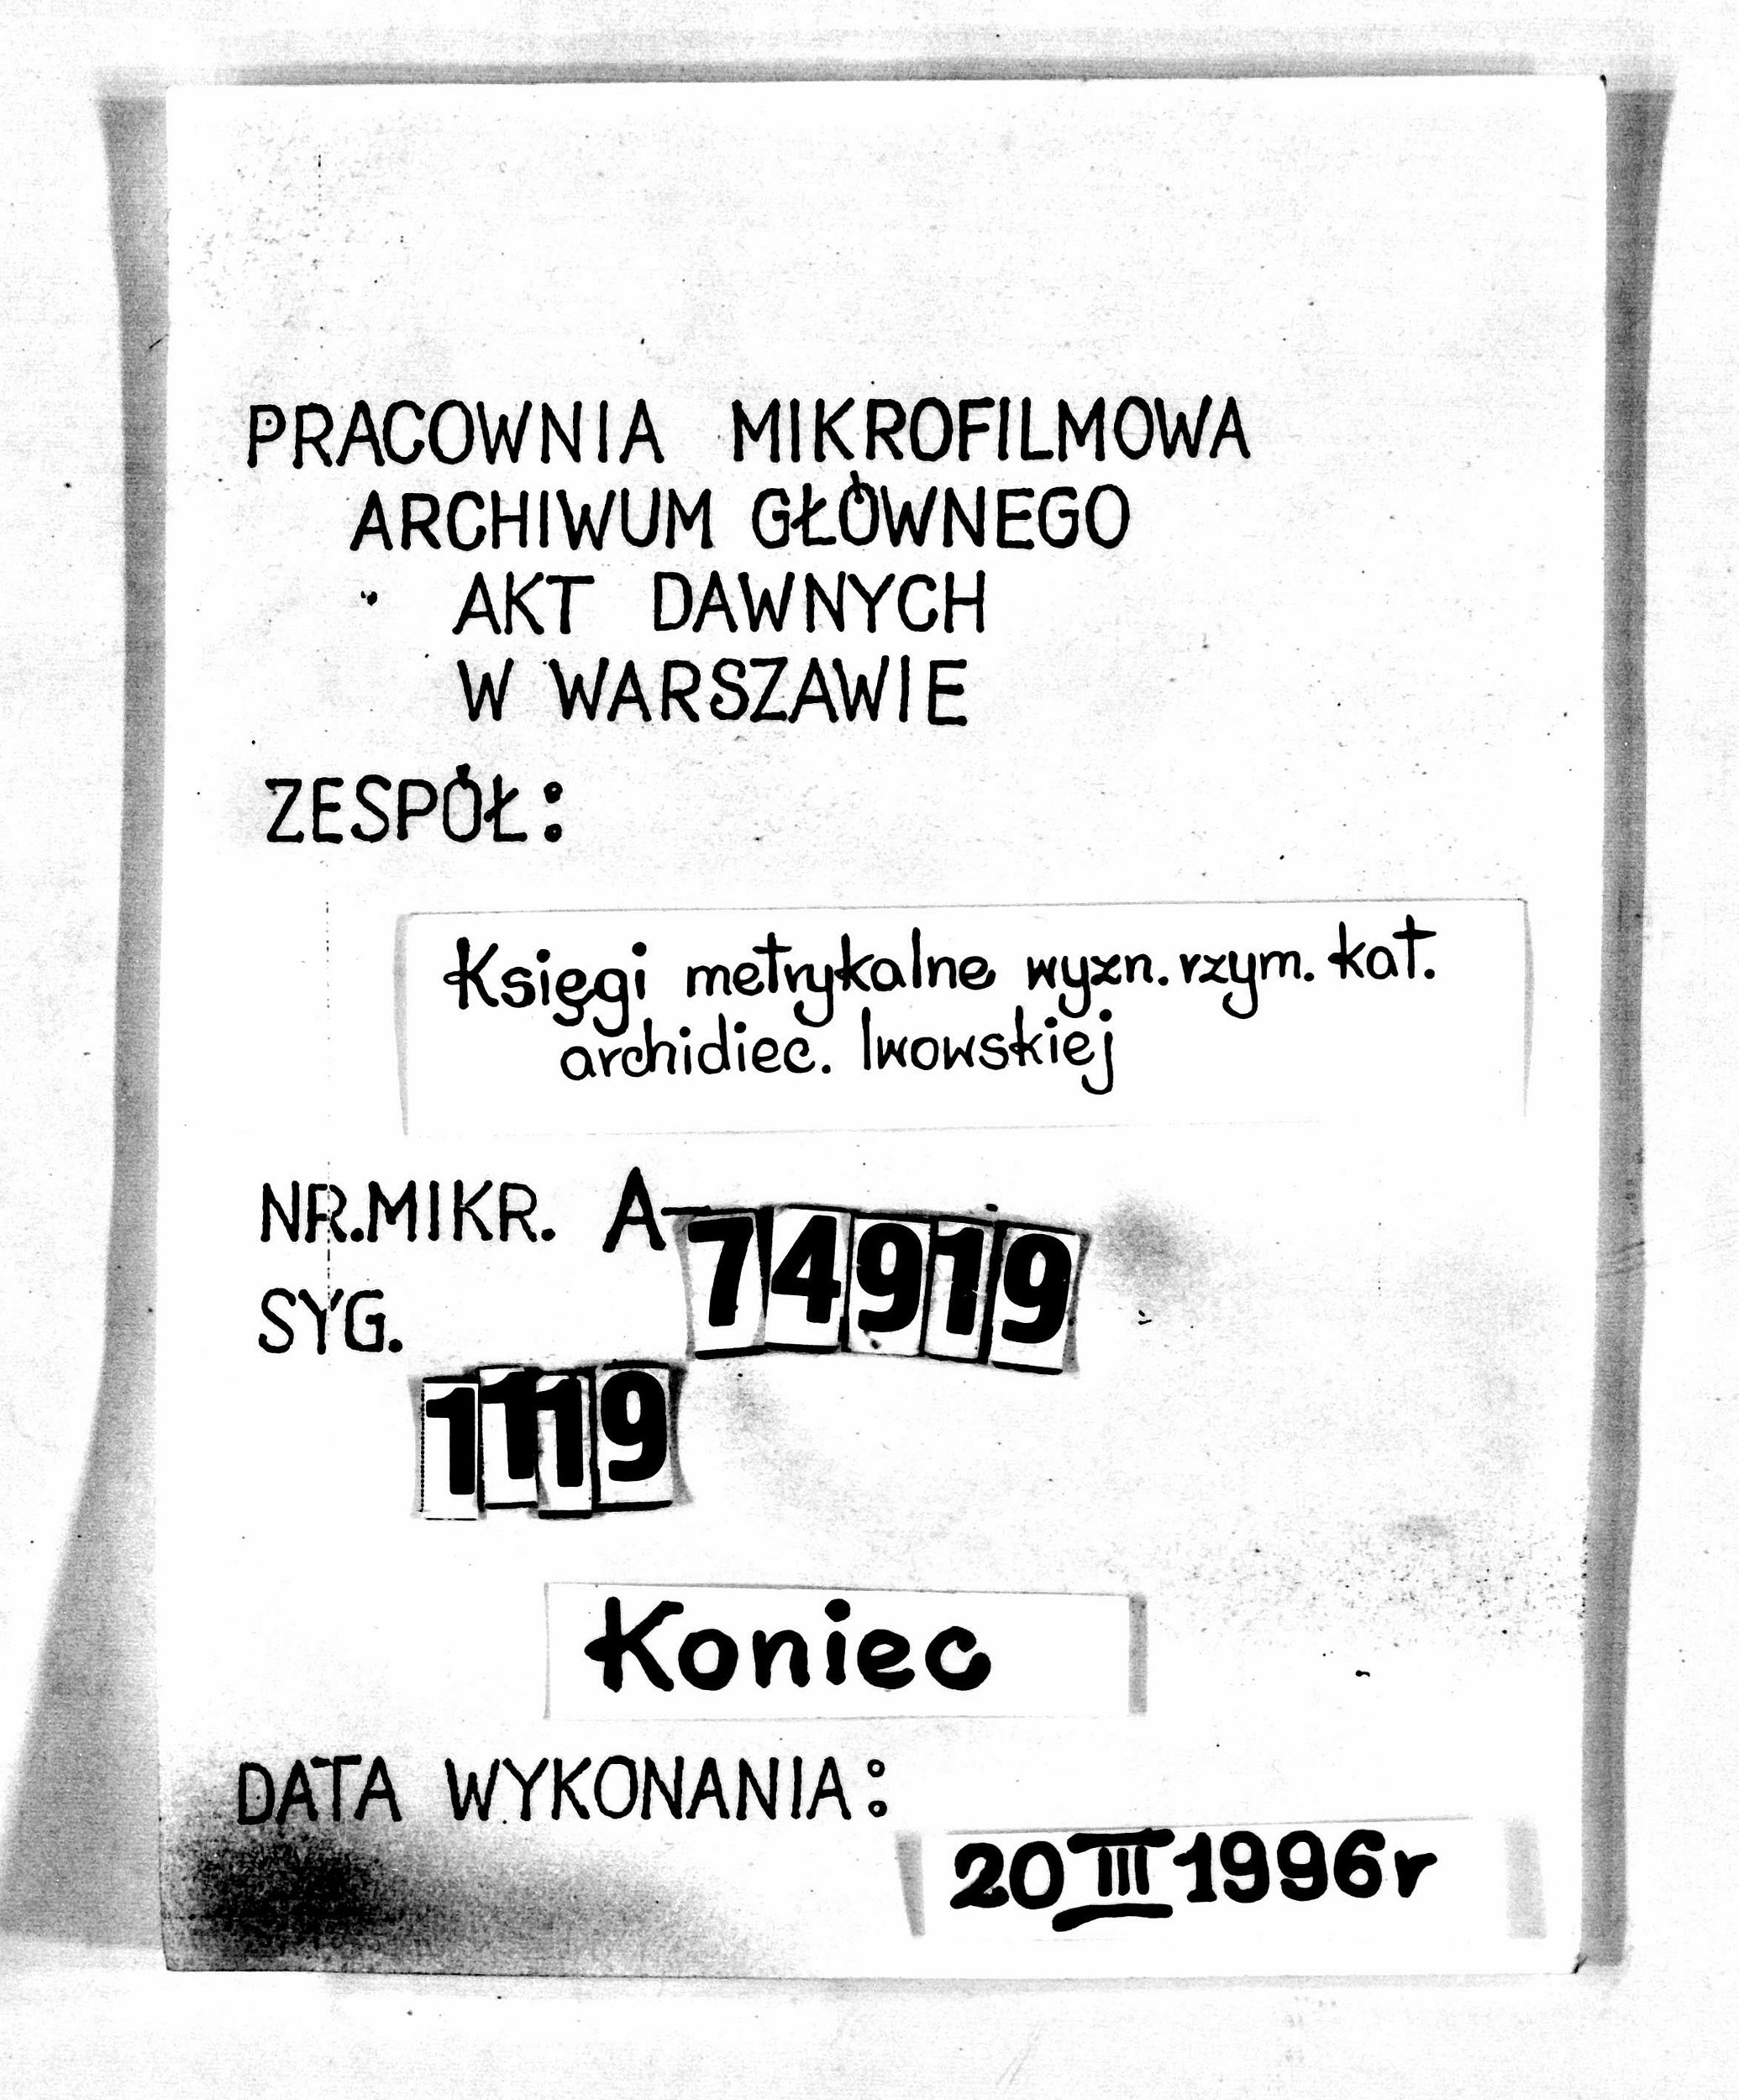 PRACOWNIA MIKROFILMOWA
ARCHIWUM GŁÓWNEGO
AKT DAWNYCH
W WARSZAWIE
ZESPÓŁ:
Księgi metrykalne wyzn. rzym. kat.
archidiec. lwowskiej
NR.MIKR. A-74919
SYG.
1119
Koniec
DATA WYKONANIA:
20 III 1996r